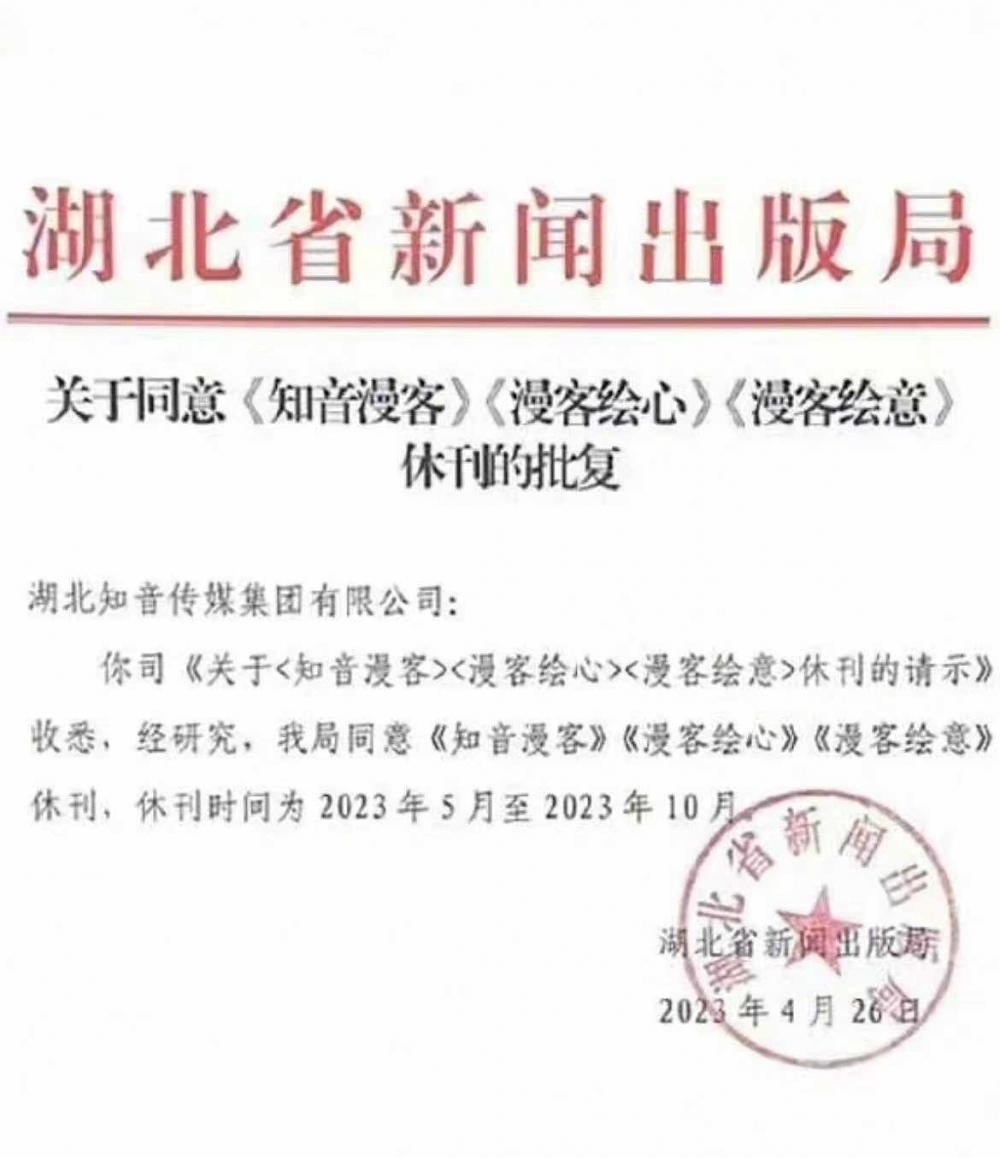 湖北省新闻出版局
关于同意《知音漫客》《漫客绘心》《漫客绘意》
休刊的批复
湖北知音传媒集团有限公司:
你司《关于<知音漫客><漫客绘心><漫客绘意>休刊的请示》
收悉，经研究，我局同意《知音漫客》《漫客绘心》《漫客绘意》
休刊，休刊时间为 2023 年 5 月至 2023 年 10 月。
湖北省新闻出版局
湖北省新闻出版局
2023 年 4 月 26 日